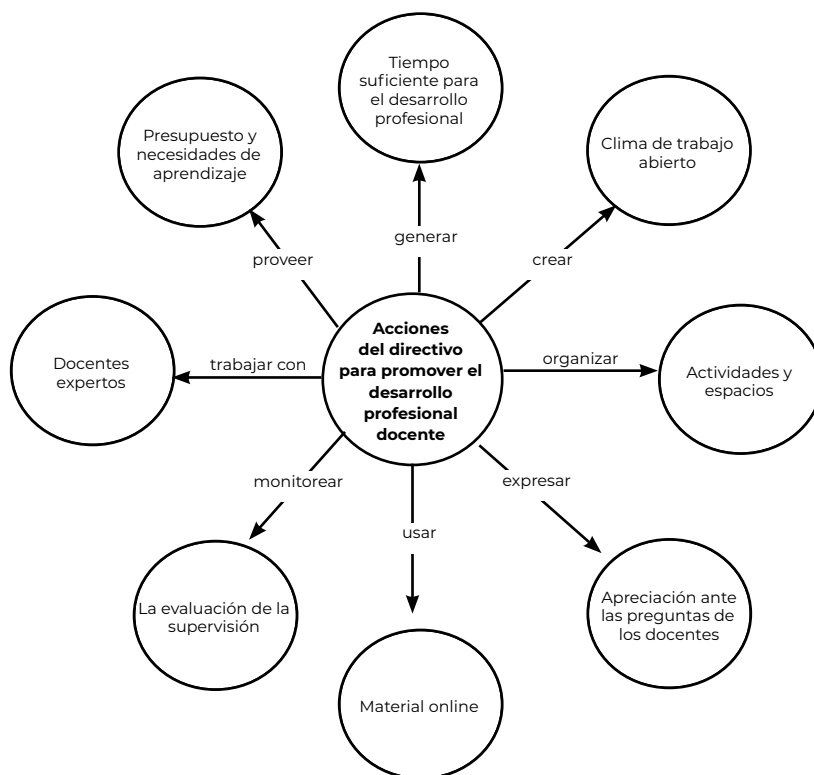 Tiempo
suficiente para
el desarrollo
profesional
Presupuesto y
necesidades de
aprendizaje
Clima de trabajo
abierto
generar
proveer
crear
Acciones
del directivo
para promover el
desarrollo
profesional
docente
Docentes
expertos
trabajar con
organizar
Actividades y
espacios
monitorear
expresar
usar
La evaluación de la
supervisión
Apreciación ante
las preguntas de
los docentes
Material online